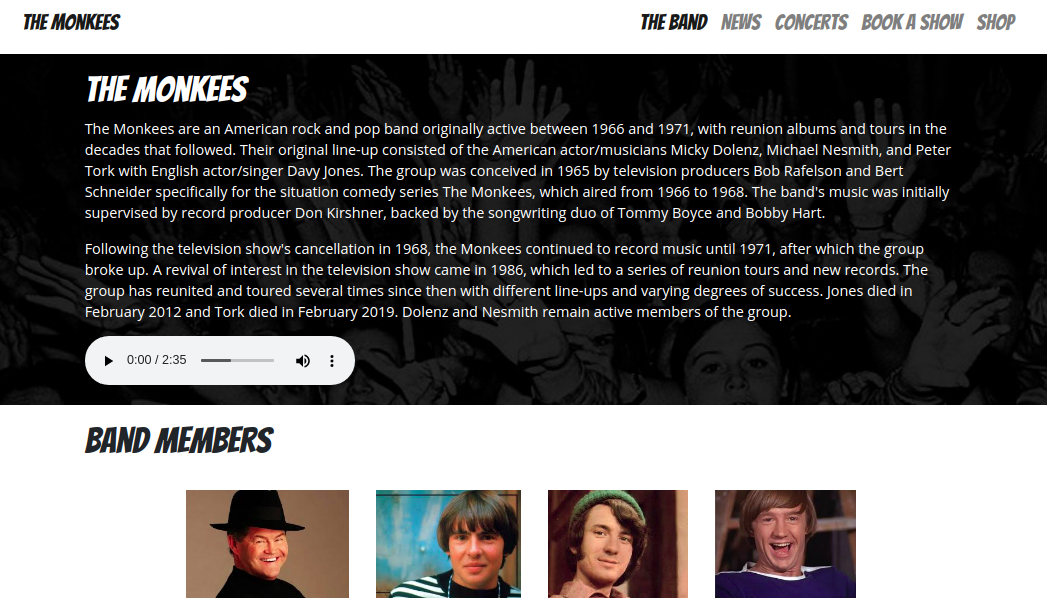 THE MONKEES
THE BAND NEWS CONCERTS BOOK A SHOW SHOP
THE MONKEES
The Monkees are an American rock and pop band originally active between 1966 and 1971, with reunion albums and tours in the
decades that followed. Their original line-up consisted of the American actor/musicians Micky Dolenz, Michael Nesmith, and Peter
Tork with English actor/singer Davy Jones. The group was conceived in 1965 by television producers Bob Rafelson and Bert
Schneider specifically for the situation comedy series The Monkees, which aired from 1966 to 1968. The band's music was initially
supervised by record producer Don Kirshner, backed by the songwriting duo of Tommy Boyce and Bobby Hart.
Following the television show's cancellation in 1968, the Monkees continued to record music until 1971, after which the group
broke up. A revival of interest in the television show came in 1986, which led to a series of reunion tours and new records. The
group has reunited and toured several times since then with different line-ups and varying degrees of success. Jones died in
February 2012 and Tork died in February 2019. Dolenz and Nesmith remain active members of the group.
0:00 / 2:35
BAND MEMBERS